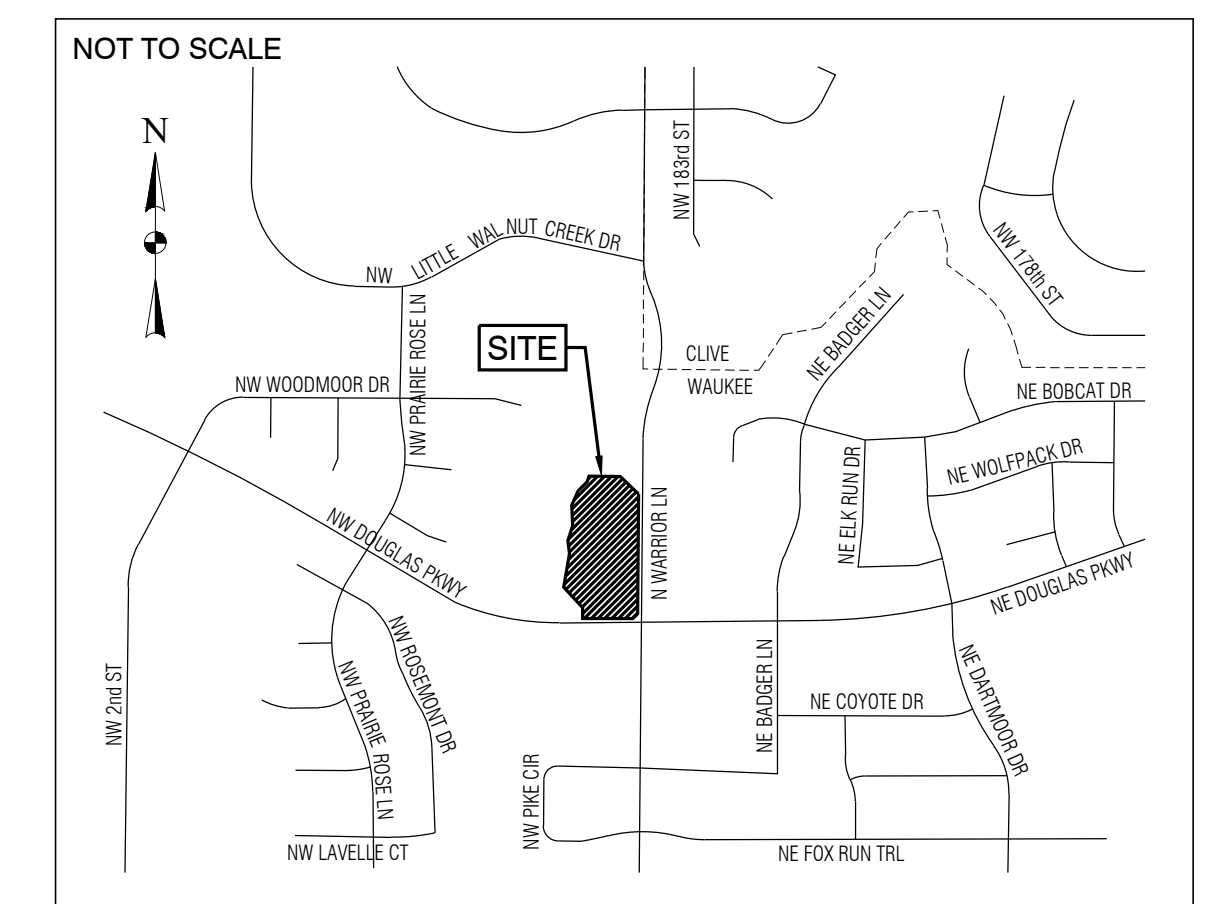 NOT TO SCALE
N
NW 183rd ST
NW LITTLE WALNUT CREEK DR
NW 178th ST
NW PRAIRIE ROSE LN
NE BADGER LN
SITE
CLIVE
WAUKEE
NW WOODMOOR DR
NE BOBCAT DR
NE WOLFPACK DR
NE ELK RUN DR
N WARRIOR LN
NW DOUGLAS PKWY
NE DOUGLAS PKWY
NW ROSEMONT DR
NW 2nd ST
NW PRAIRIE ROSE LN
NE BADGER LN
NE COYOTE DR
NE DARTMOOR DR
NW PIKE CIR
NW LAVELLE CT
NE FOX RUN TRL